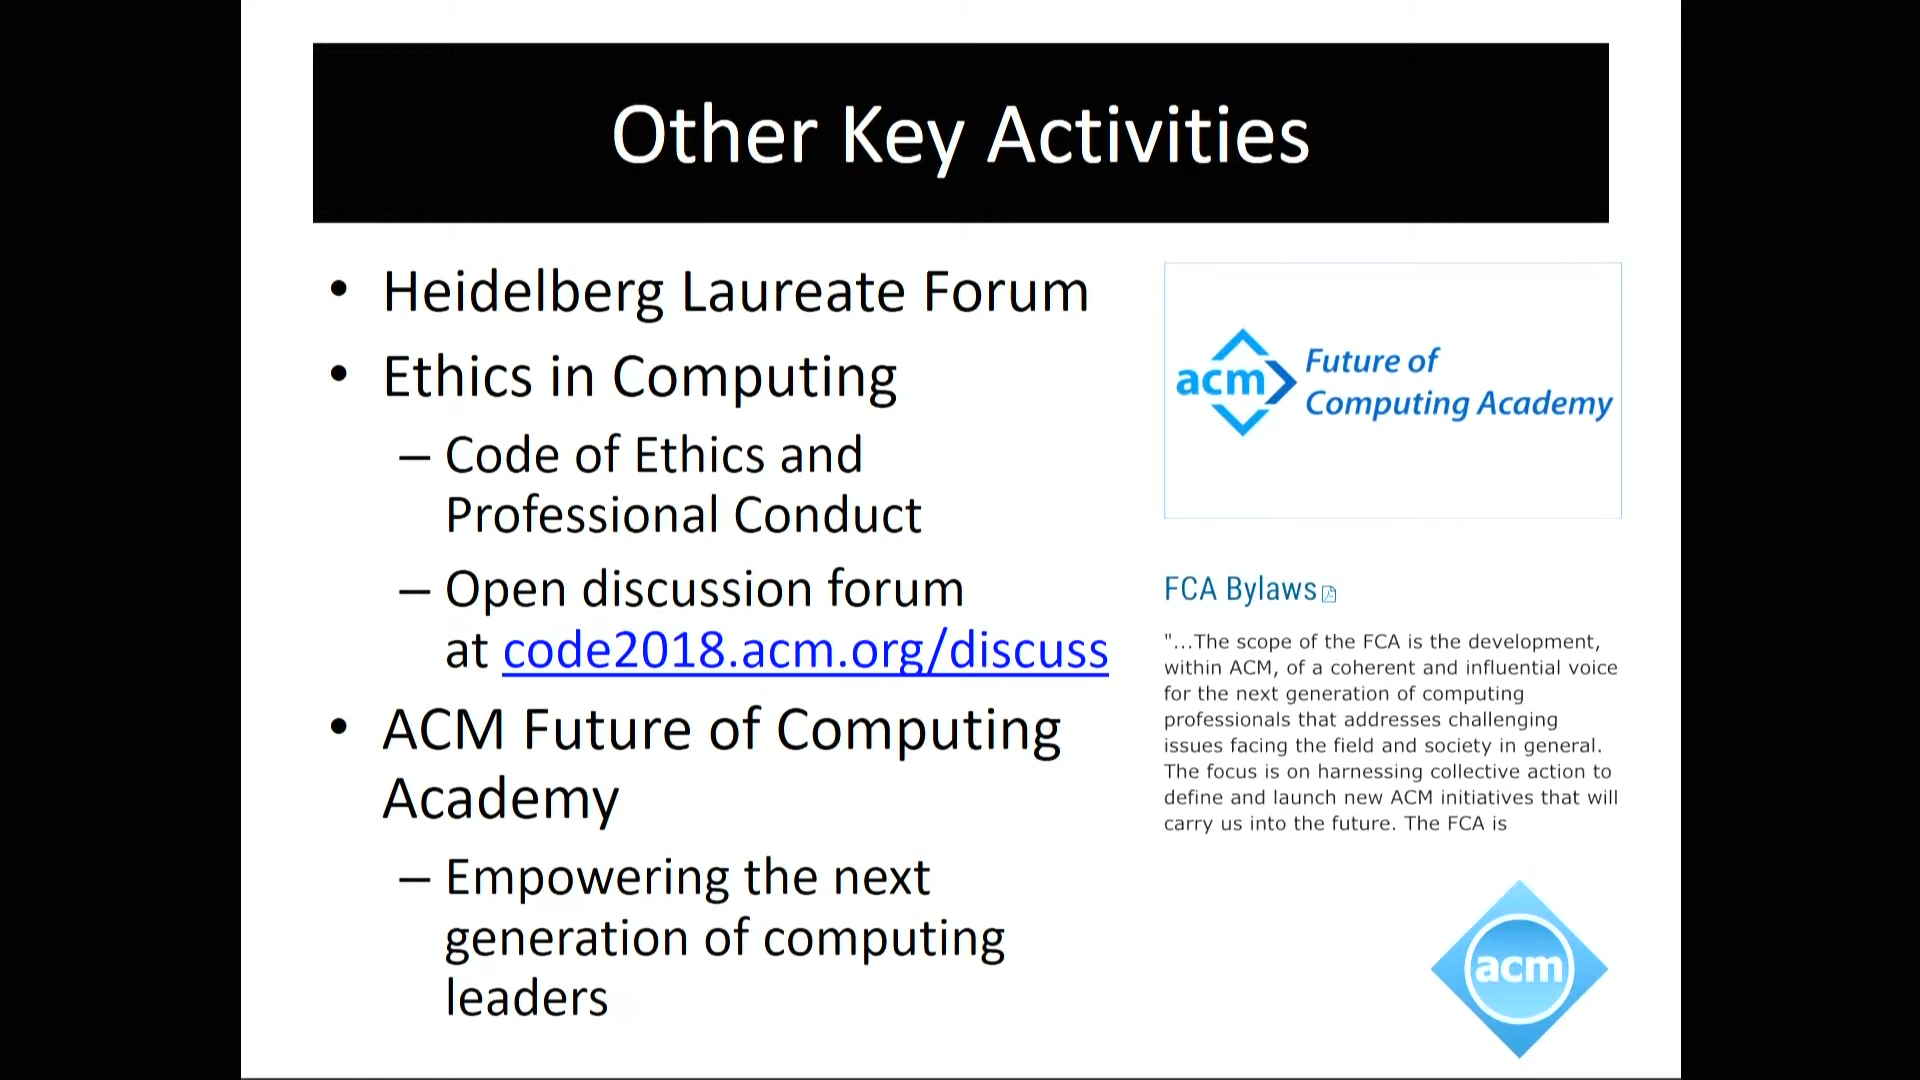 Other Key Activities
• Heidelberg Laureate Forum
• Ethics in Computing
– Code of Ethics and
Professional Conduct
– Open discussion forum
at code2018.acm.org/discuss
• ACM Future of Computing
Academy
– Empowering the next
generation of computing
leaders
acm
Future of
Computing Academy
FCA Bylaws
"...The scope of the FCA is the development,
within ACM, of a coherent and influential voice
for the next generation of computing
professionals that addresses challenging
issues facing the field and society in general.
The focus is on harnessing collective action to
define and launch new ACM initiatives that will
carry us into the future. The FCA is
acm